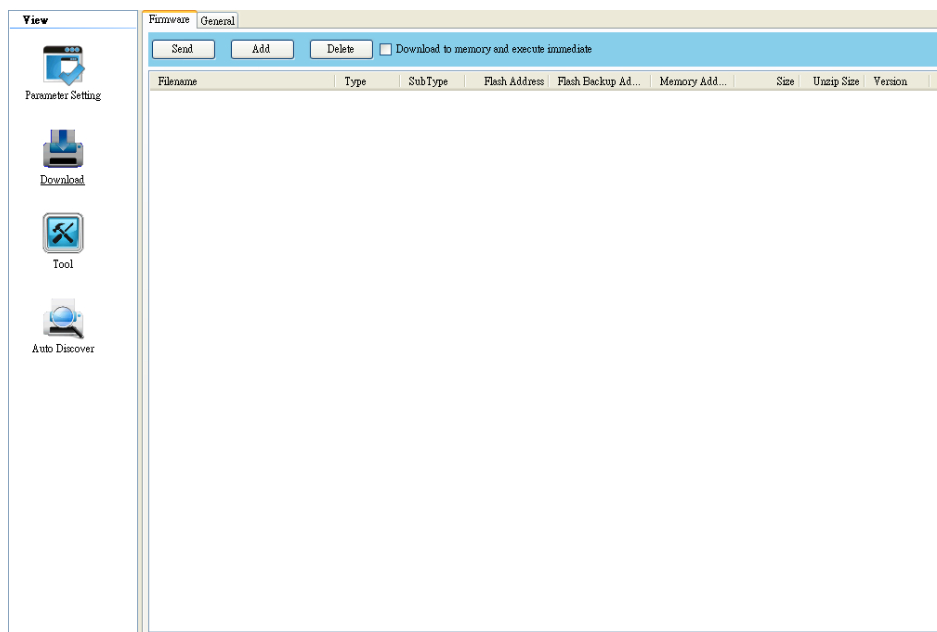 View
Parameter Setting
Download
Tool
Auto Discover
Firmware General
Send Add Delete Download to memory and execute immediate
Filename Type SubType Flash Address Flash Backup Ad... Memory Add... Size Unzip Size Version